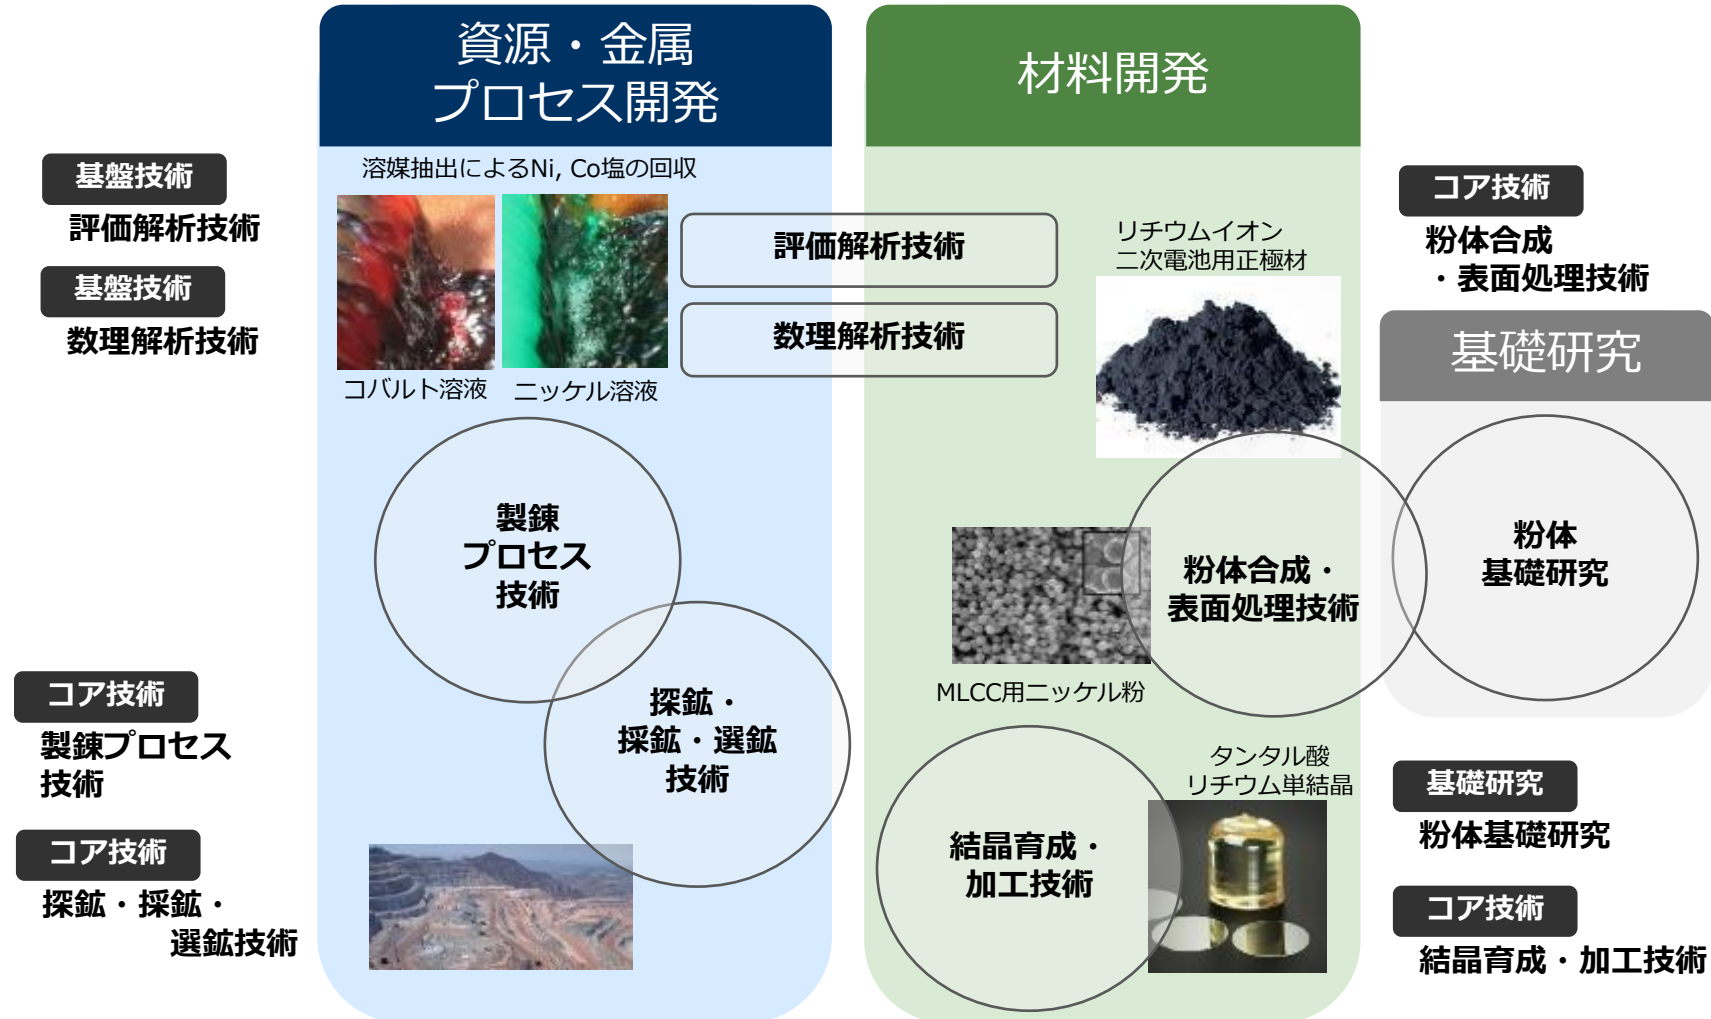 資源・金属
プロセス開発
材料開発
基盤技術
評価解析技術
基盤技術
数理解析技術
コア技術
製錬プロセス
技術
コア技術
探鉱・採鉱・
選鉱技術
溶媒抽出によるNi, Co塩の回収
コバルト溶液
ニッケル溶液
評価解析技術
数理解析技術
製錬
プロセス
技術
探鉱・
採鉱・選鉱
技術
リチウムイオン
二次電池用正極材
MLCC用ニッケル粉
粉体合成・
表面処理技術
タンタル酸
リチウム単結晶
結晶育成・
加工技術
コア技術
粉体合成
・表面処理技術
基礎研究
粉体
基礎研究
基礎研究
粉体基礎研究
コア技術
結晶育成・加工技術